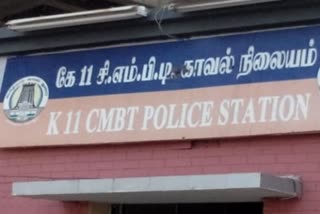 கே 11 சி.எம்.பி.டி. காவல் நிலையம்
K 11 CMBT POLICE STATION